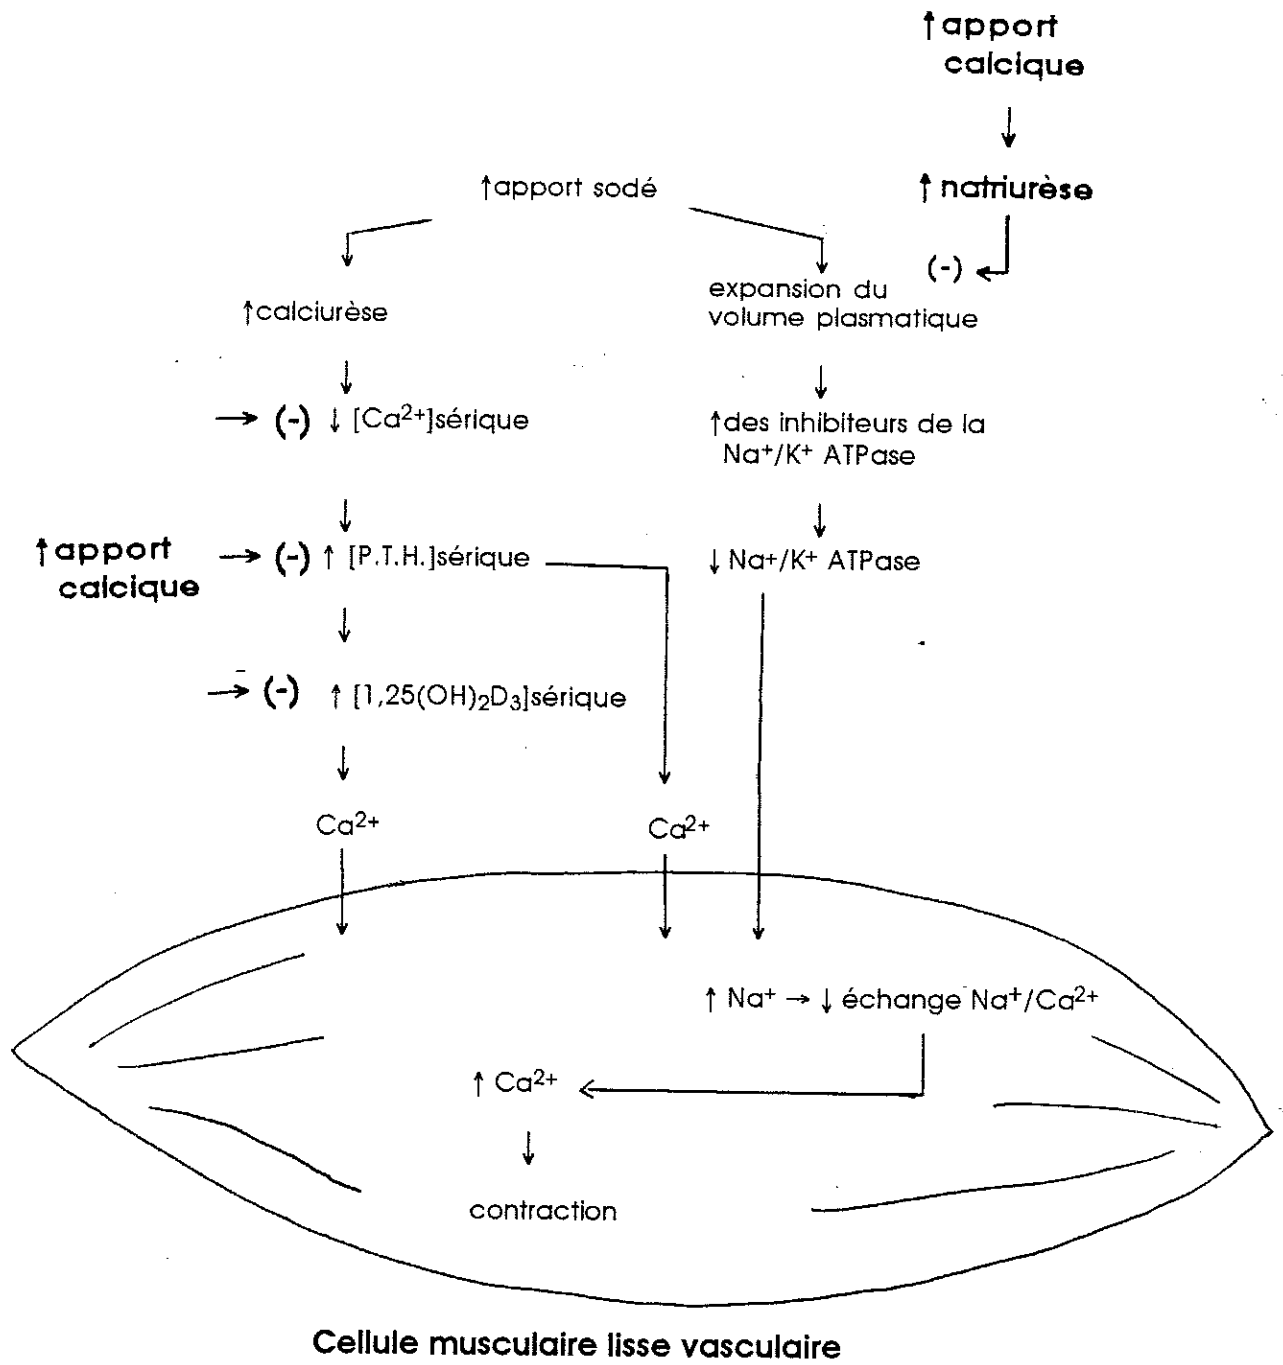 ↑apport
calcique
↑apport sodé
↑ natriurèse
(-)
↑calciurèse
expansion du
volume plasmatique
(-) ↓ [Ca²⁺]sérique
↑des inhibiteurs de la
Na⁺/K⁺ ATPase
↑apport
calcique
(-) ↑ [P.T.H.]sérique
↓ Na⁺/K⁺ ATPase
(-) ↑ [1,25(OH)₂D₃]sérique
Ca²⁺
Ca²⁺
↑ Na⁺ → ↓ échange Na⁺/Ca²⁺
↑ Ca²⁺
contraction
Cellule musculaire lisse vasculaire